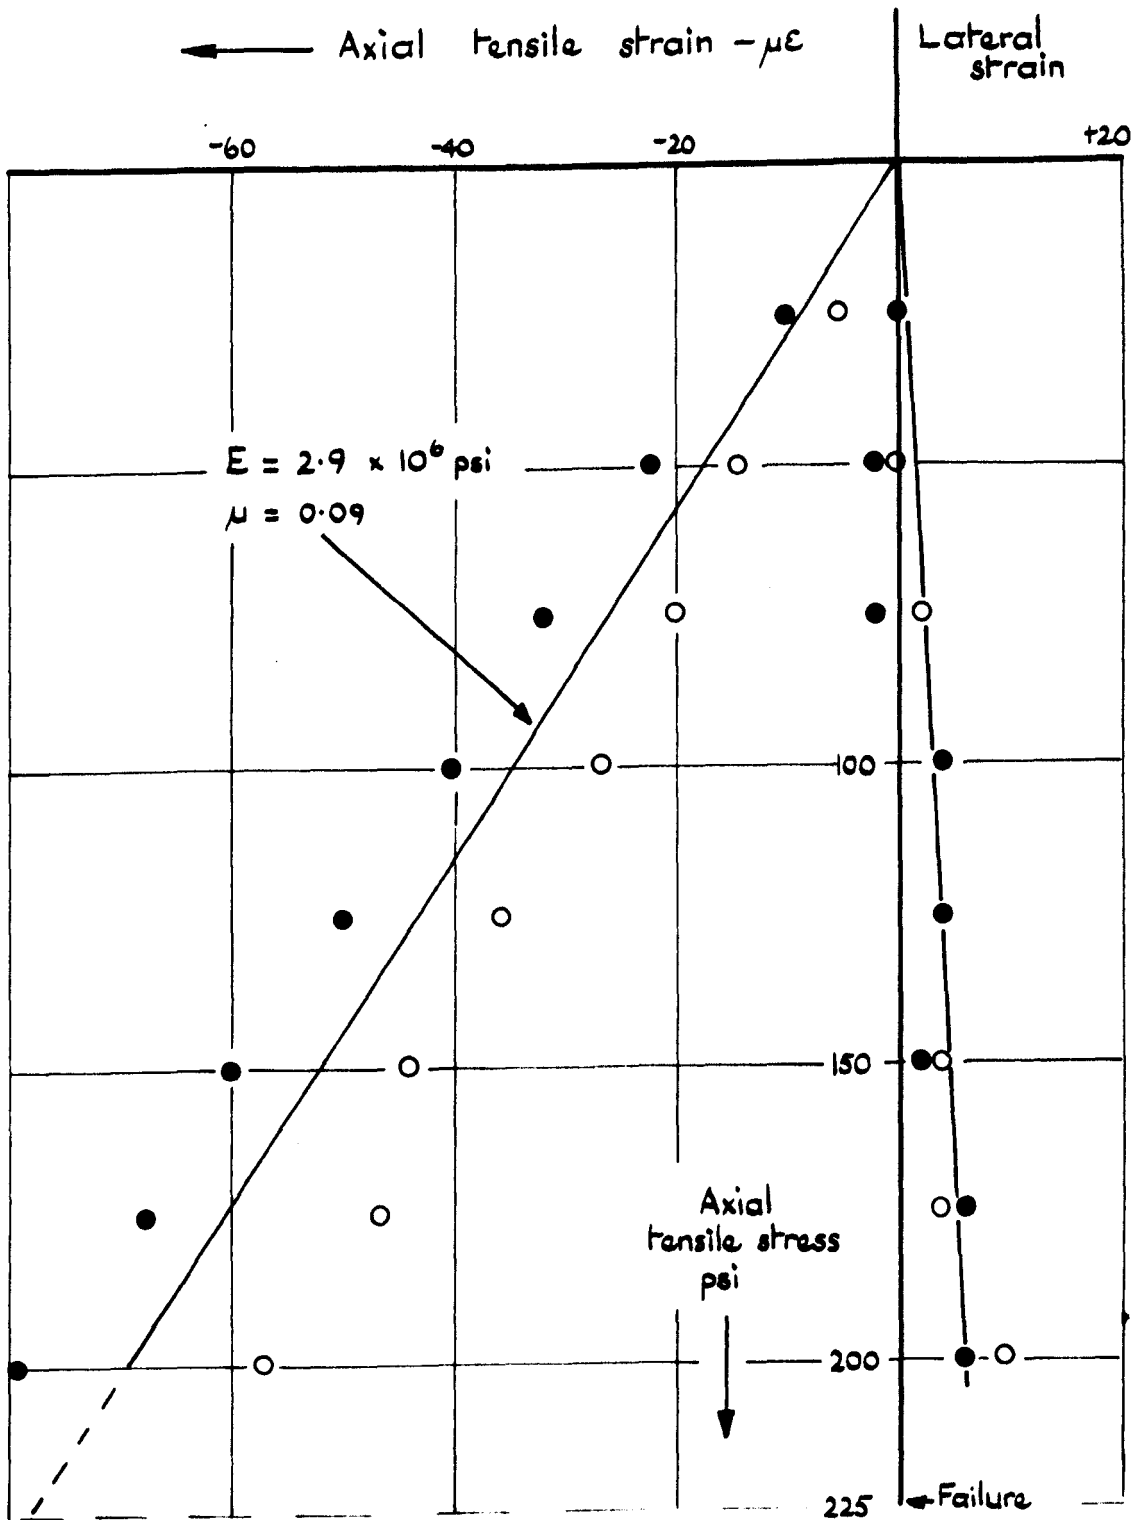 Axial tensile strain - με
Lateral
strain
-60
-40
-20
+20
E = 2.9 x 10⁶ psi
μ = 0.09
100
150
Axial
tensile stress
psi
200
225
Failure